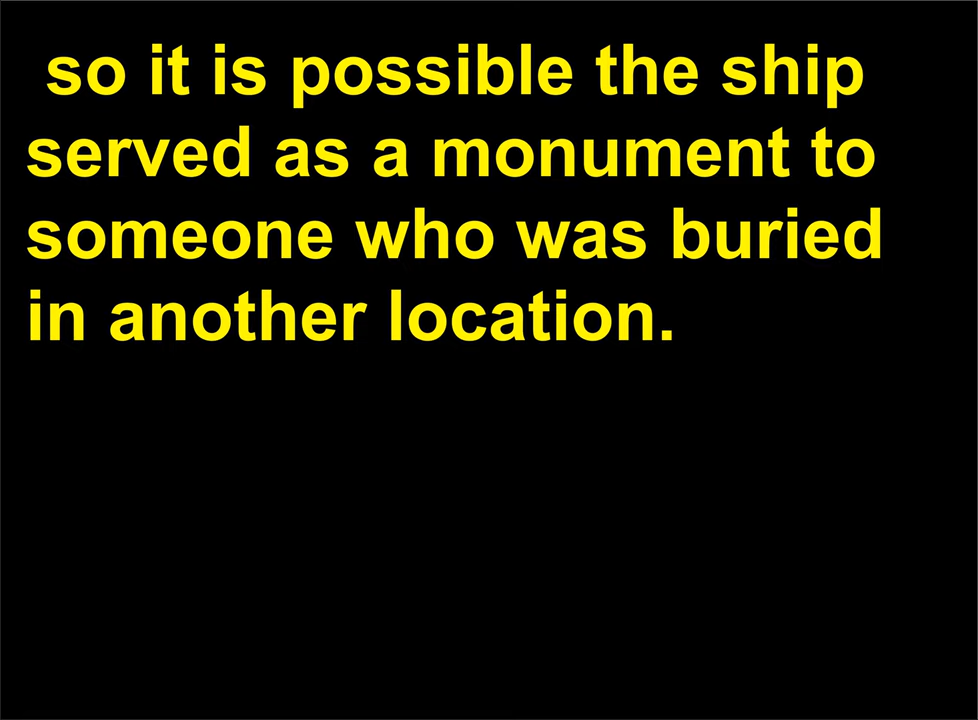 so it is possible the ship
served as a monument to
someone who was buried
in another location.